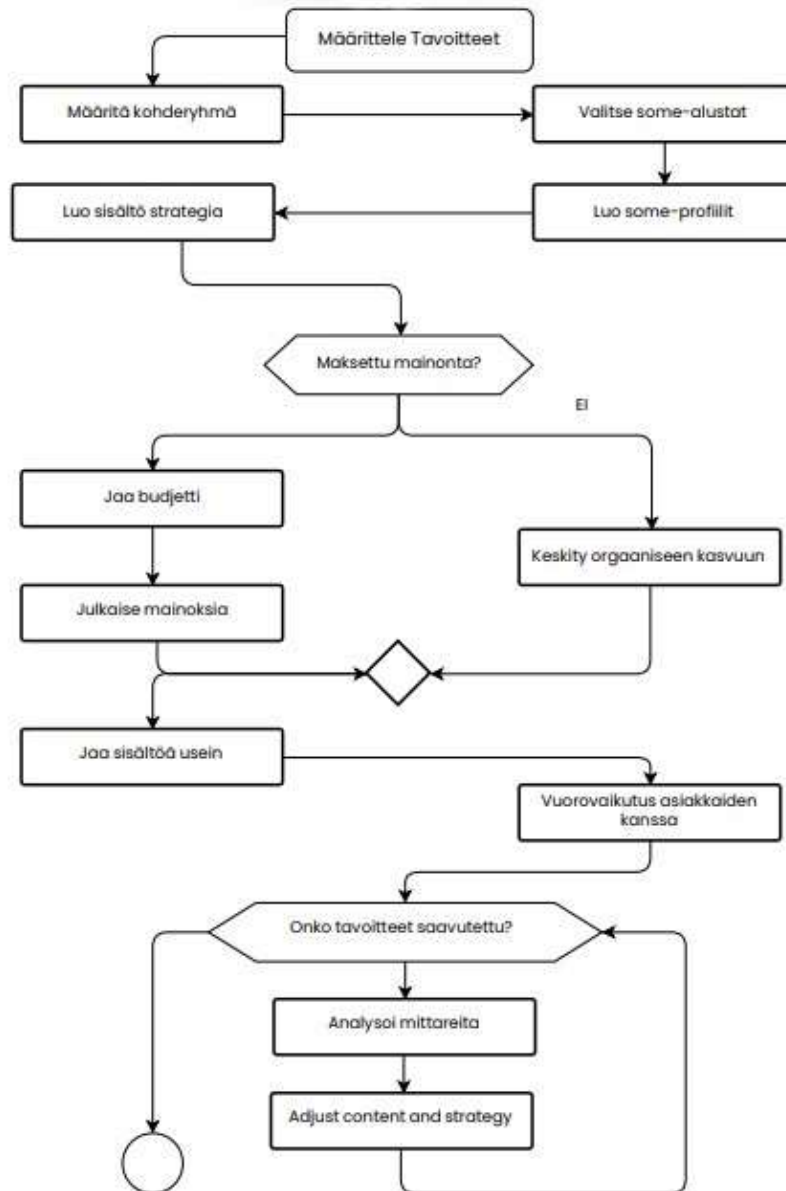 Määrittele Tavoitteet
Määritä kohderyhmä
Valitse some-alustat
Luo some-profiilit
Luo sisältö strategia
Maksettu mainonta?
EI
Jaa budjetti
Keskity orgaaniseen kasvuun
Julkaise mainoksia
Jaa sisältöä usein
Vuorovaikutus asiakkaiden
kanssa
Onko tavoitteet saavutettu?
Analysoi mittareita
Adjust content and strategy